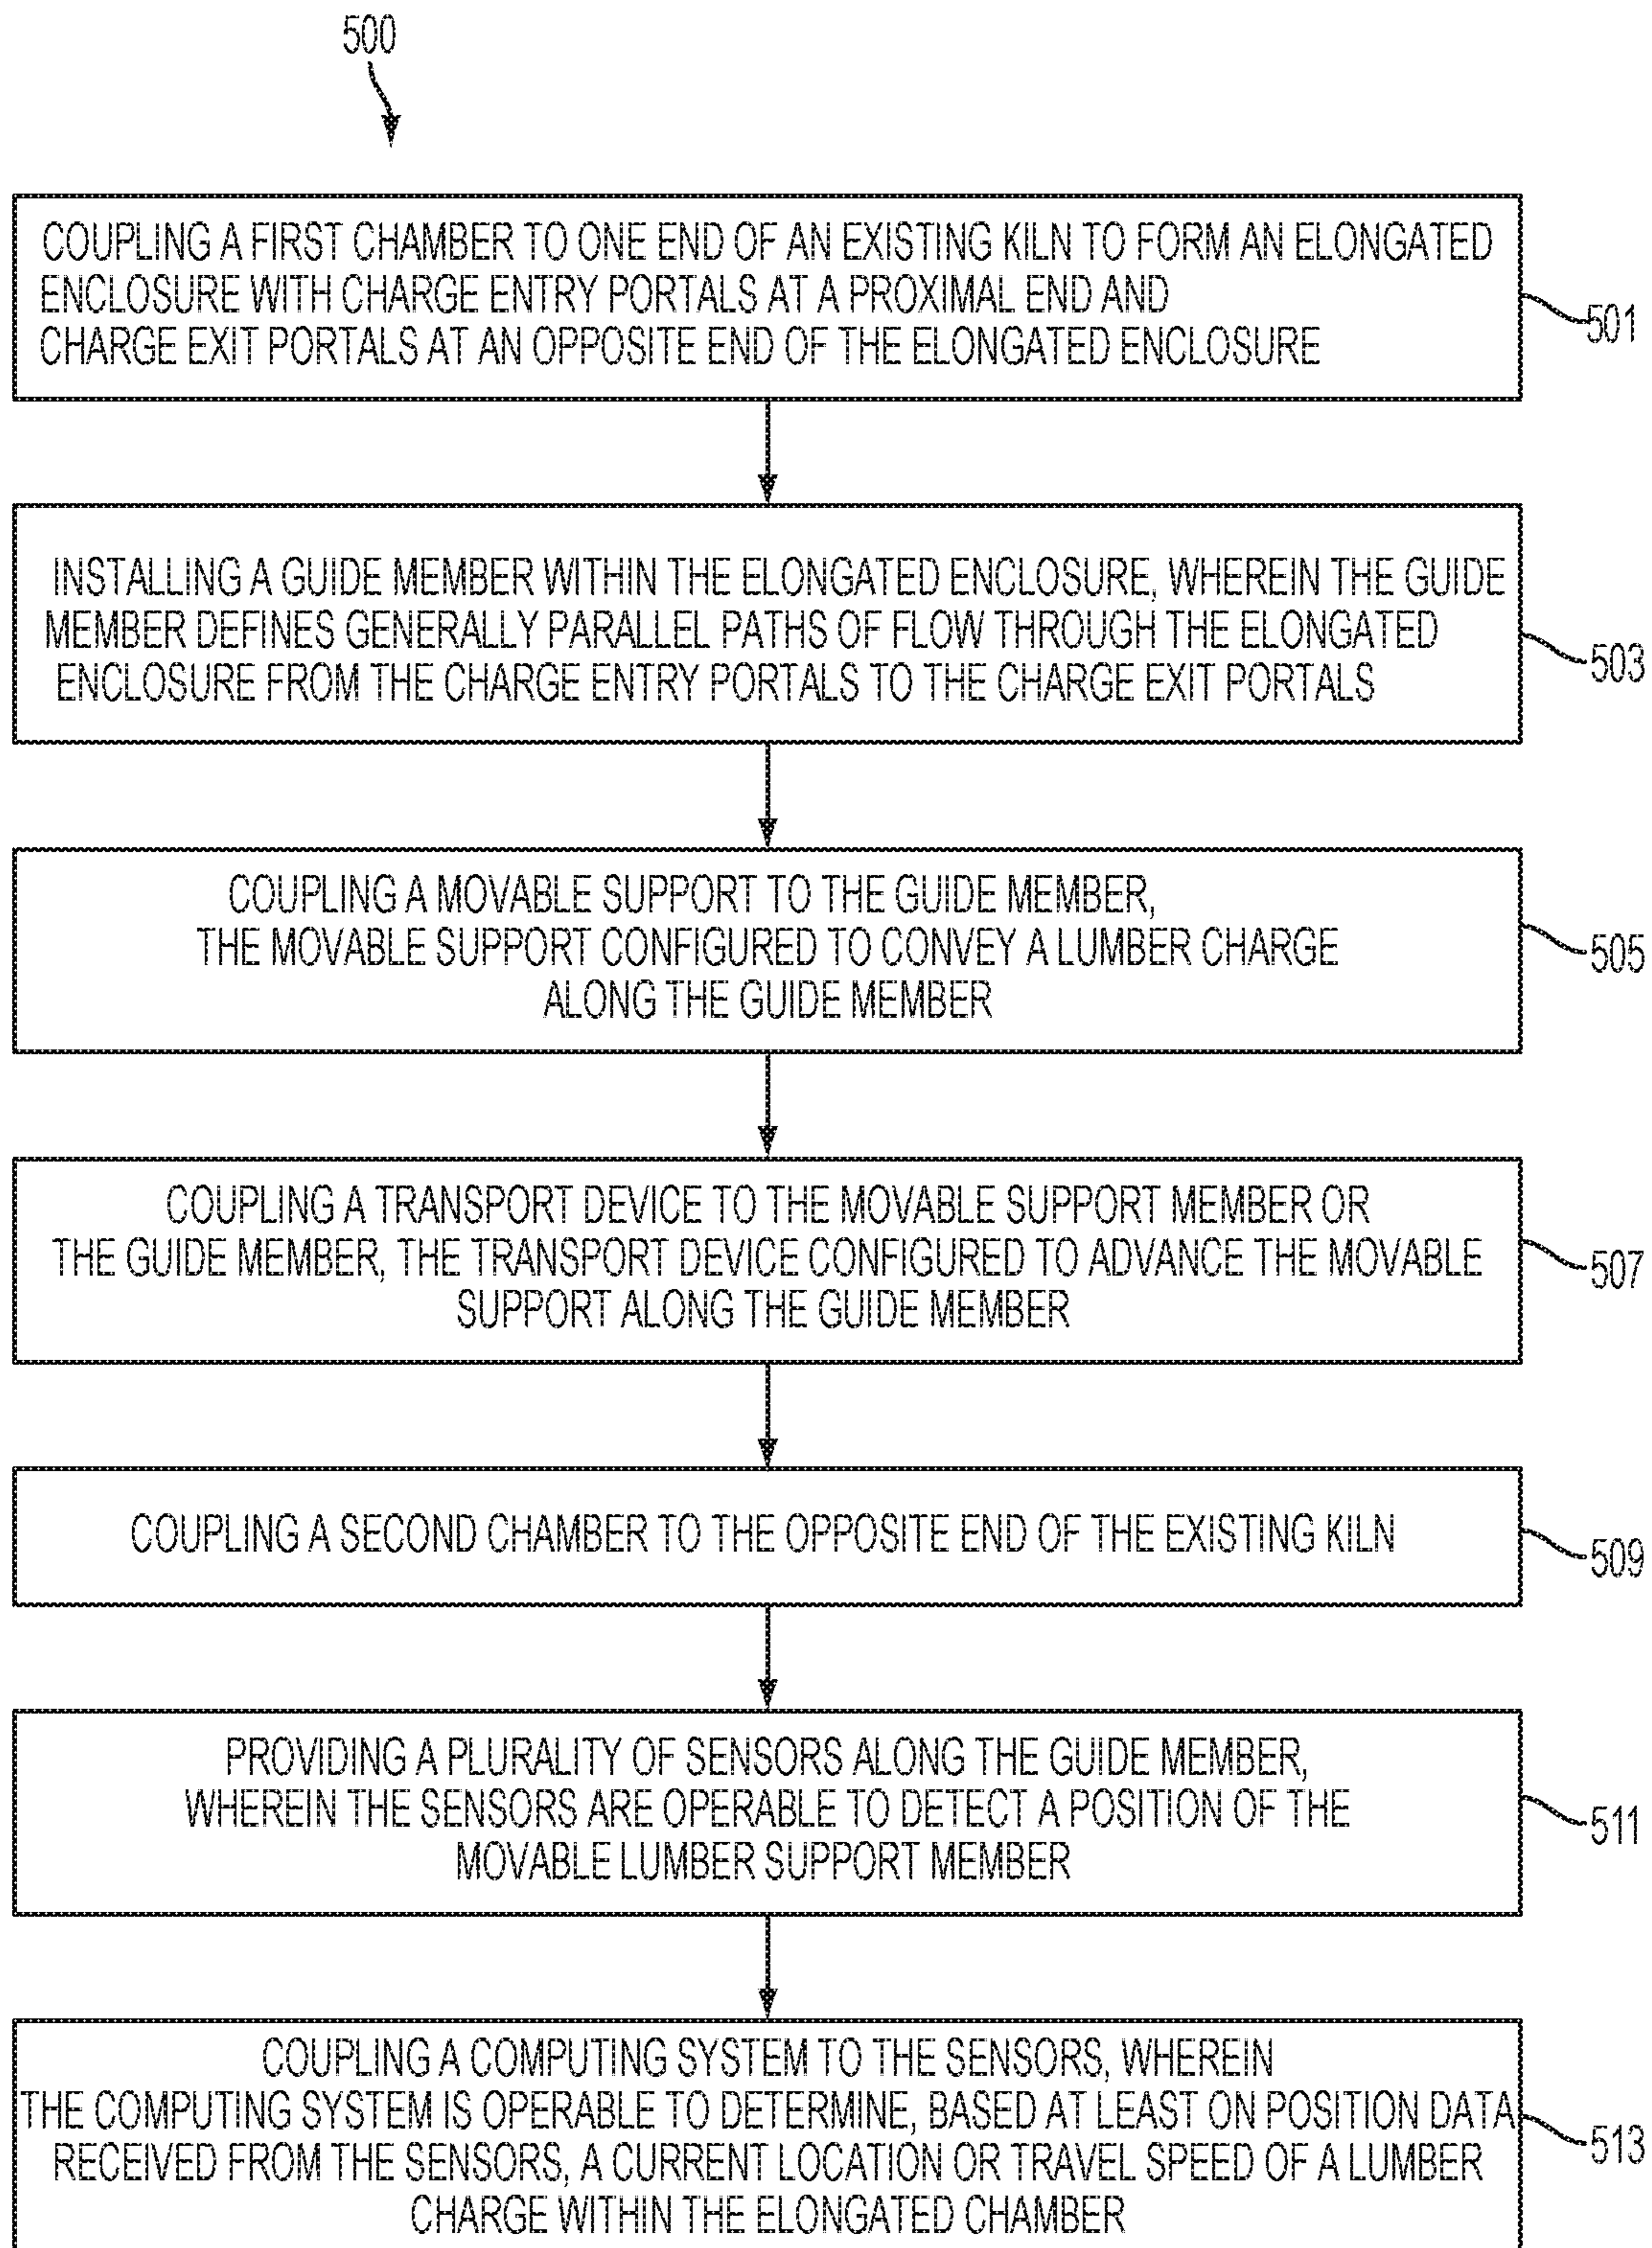 500
COUPLING A FIRST CHAMBER TO ONE END OF AN EXISTING KILN TO FORM AN ELONGATED
ENCLOSURE WITH CHARGE ENTRY PORTALS AT A PROXIMAL END AND
CHARGE EXIT PORTALS AT AN OPPOSITE END OF THE ELONGATED ENCLOSURE
501
INSTALLING A GUIDE MEMBER WITHIN THE ELONGATED ENCLOSURE, WHEREIN THE GUIDE
MEMBER DEFINES GENERALLY PARALLEL PATHS OF FLOW THROUGH THE ELONGATED
ENCLOSURE FROM THE CHARGE ENTRY PORTALS TO THE CHARGE EXIT PORTALS
503
COUPLING A MOVABLE SUPPORT TO THE GUIDE MEMBER,
THE MOVABLE SUPPORT CONFIGURED TO CONVEY A LUMBER CHARGE
ALONG THE GUIDE MEMBER
505
COUPLING A TRANSPORT DEVICE TO THE MOVABLE SUPPORT MEMBER OR
THE GUIDE MEMBER, THE TRANSPORT DEVICE CONFIGURED TO ADVANCE THE MOVABLE
SUPPORT ALONG THE GUIDE MEMBER
507
COUPLING A SECOND CHAMBER TO THE OPPOSITE END OF THE EXISTING KILN
509
PROVIDING A PLURALITY OF SENSORS ALONG THE GUIDE MEMBER,
WHEREIN THE SENSORS ARE OPERABLE TO DETECT A POSITION OF THE
MOVABLE LUMBER SUPPORT MEMBER
511
COUPLING A COMPUTING SYSTEM TO THE SENSORS, WHEREIN
THE COMPUTING SYSTEM IS OPERABLE TO DETERMINE, BASED AT LEAST ON POSITION DATA
RECEIVED FROM THE SENSORS, A CURRENT LOCATION OR TRAVEL SPEED OF A LUMBER
CHARGE WITHIN THE ELONGATED CHAMBER
513